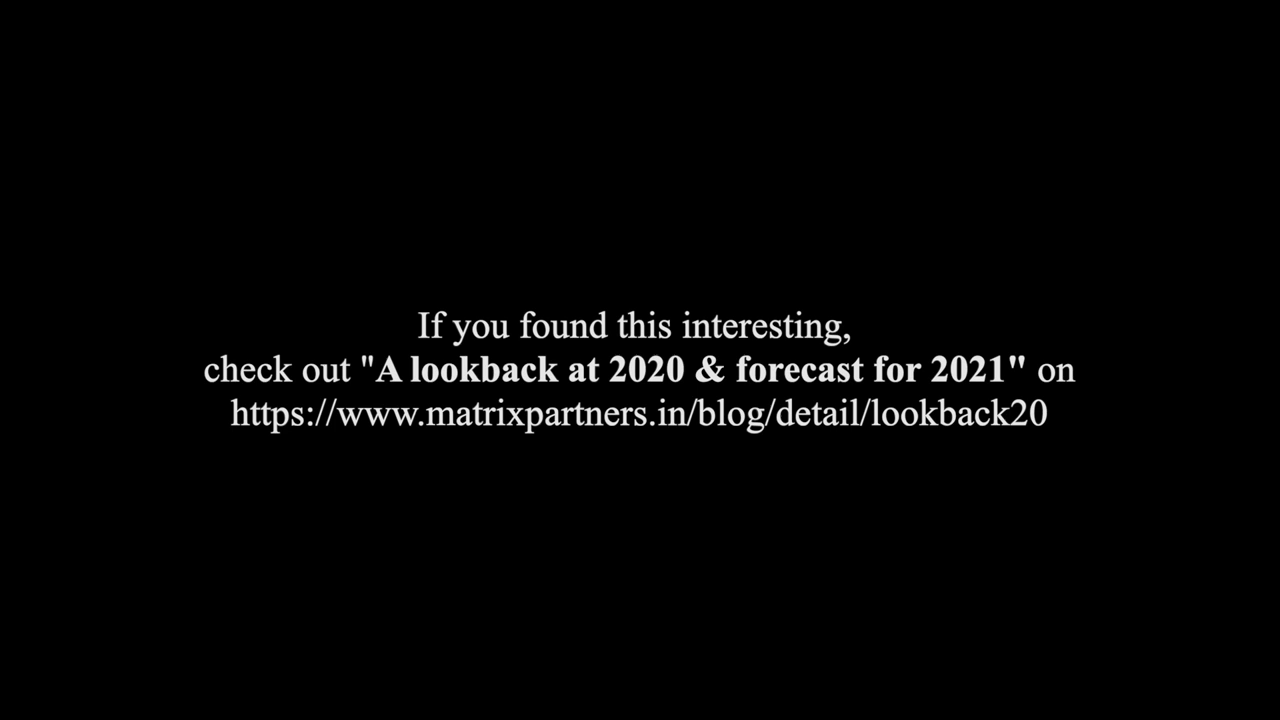 If you found this interesting,
check out "A lookback at 2020 & forecast for 2021" on
https://www.matrixpartners.in/blog/detail/lookback20